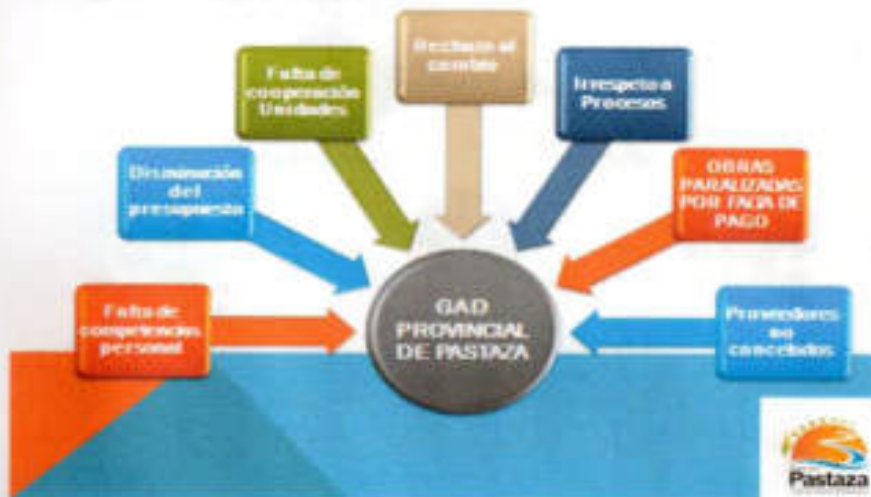 Falta de
competencias
personal
Disminución
del
presupuesto
Falta de
cooperación
Unidades
Rechazo al
cambio
Irrespeto a
Procesos
OBRAS
PARALIZADAS
POR FALTA DE
PAGO
Proveedores
no
cancelados
GAD
PROVINCIAL
DE PASTAZA
Pastaza